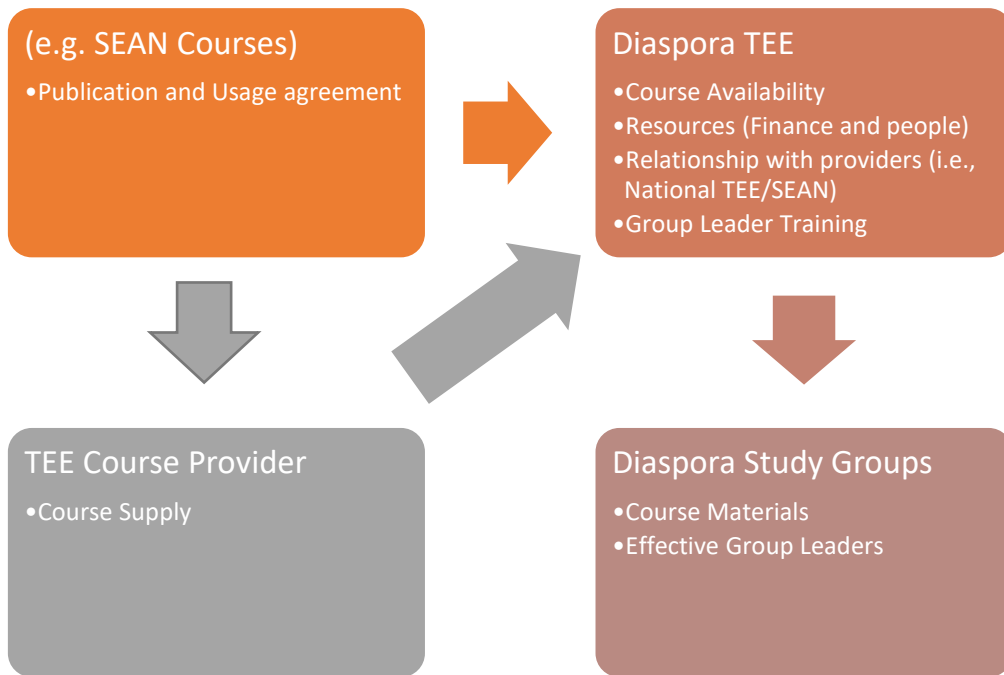 (e.g. SEAN Courses)
•Publication and Usage agreement
Diaspora TEE
•Course Availability
•Resources (Finance and people)
•Relationship with providers (i.e.,
National TEE/SEAN)
•Group Leader Training
TEE Course Provider
•Course Supply
Diaspora Study Groups
•Course Materials
•Effective Group Leaders